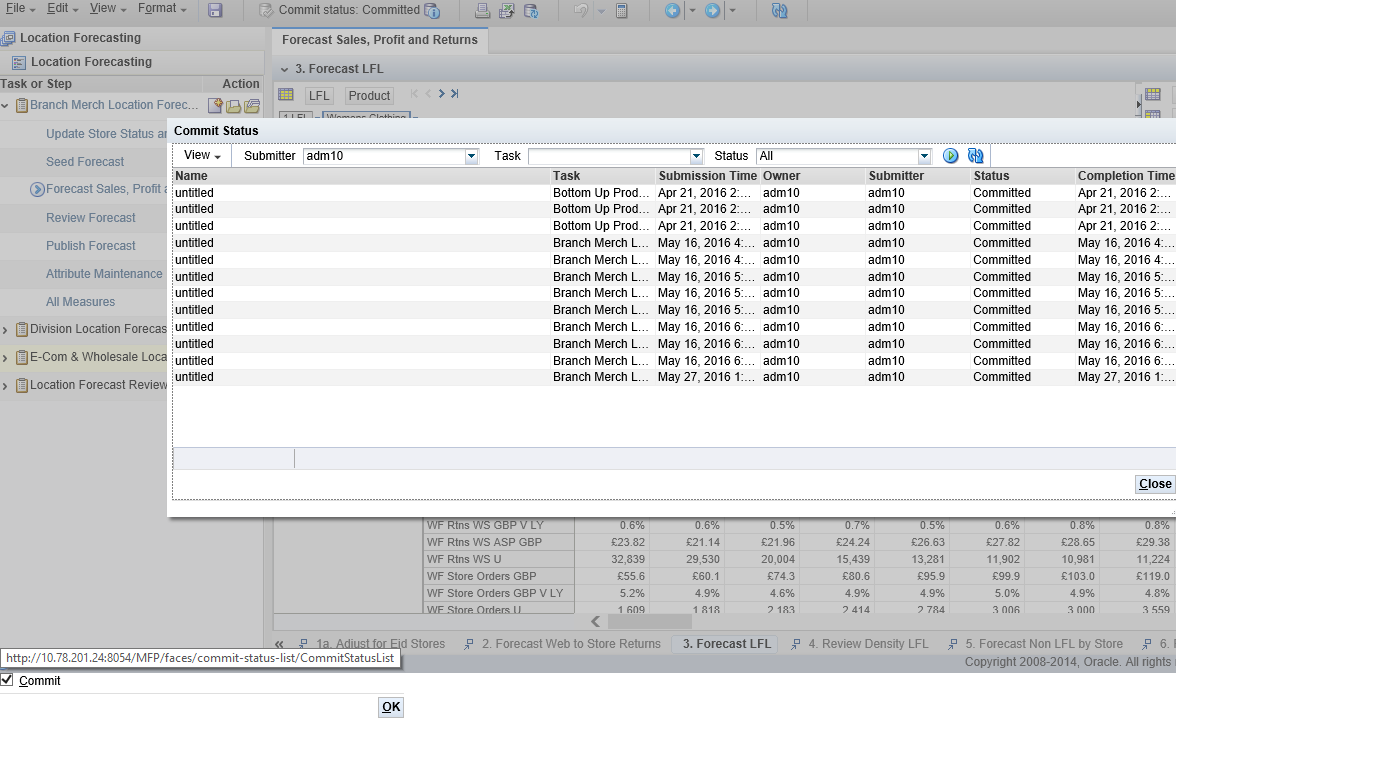 File Edit View Format Commit status: Committed
Location Forecasting
Forecast Sales, Profit and Returns
Location Forecasting
3. Forecast LFL
Task or Step Action
LFL Product
Branch Merch Location Forec...
Womens Clothing
Commit Status
Update Store Status
View Submitter adm10 Task Status All
Seed Forecast
Name Task Submission Time Owner Submitter Status Completion Time
untitled Bottom Up Prod... Apr 21, 2016 2:... adm10 adm10 Committed Apr 21, 2016 2:...
Forecast Sales, Profit
untitled Bottom Up Prod... Apr 21, 2016 2:... adm10 adm10 Committed Apr 21, 2016 2:...
Review Forecast
untitled Bottom Up Prod... Apr 21, 2016 2:... adm10 adm10 Committed Apr 21, 2016 2:...
Publish Forecast
untitled Branch Merch L... May 16, 2016 4:... adm10 adm10 Committed May 16, 2016 4:...
untitled Branch Merch L... May 16, 2016 4:... adm10 adm10 Committed May 16, 2016 4:...
Attribute Maintenance
untitled Branch Merch L... May 16, 2016 5:... adm10 adm10 Committed May 16, 2016 5:...
untitled Branch Merch L... May 16, 2016 5:... adm10 adm10 Committed May 16, 2016 5:...
All Measures
untitled Branch Merch L... May 16, 2016 5:... adm10 adm10 Committed May 16, 2016 5:...
Division Location Forecas
untitled Branch Merch L... May 16, 2016 6:... adm10 adm10 Committed May 16, 2016 6:...
untitled Branch Merch L... May 16, 2016 6:... adm10 adm10 Committed May 16, 2016 6:...
E-Com & Wholesale Loca
untitled Branch Merch L... May 16, 2016 6:... adm10 adm10 Committed May 16, 2016 6:...
untitled Branch Merch L... May 27, 2016 1:... adm10 adm10 Committed May 27, 2016 1:...
Location Forecast Review
Close
WF Rtns WS GBP V LY 0.6% 0.6% 0.5% 0.7% 0.5% 0.6% 0.8% 0.8%
WF Rtns WS ASP GBP £23.82 £21.14 £21.96 £24.24 £26.63 £27.82 £28.65 £29.38
WF Rtns WS U 32,839 29,530 20,004 15,439 13,281 11,902 10,981 11,224
WF Store Orders GBP £55.6 £60.1 £74.3 £80.6 £95.9 £99.9 £103.0 £119.0
WF Store Orders GBP V LY 5.2% 4.9% 4.6% 4.9% 4.9% 5.0% 4.9% 4.8%
WF Store Orders U 1,609 1,818 2,183 2,414 2,784 3,006 3,000 3,559
1a. Adjust for Eid Stores 2. Forecast Web to Store Returns 3. Forecast LFL 4. Review Density LFL 5. Forecast Non LFL by Store 6.
http://10.78.201.24:8054/MFP/faces/commit-status-list/CommitStatusList
Copyright 2008-2014, Oracle. All rights
Commit
OK